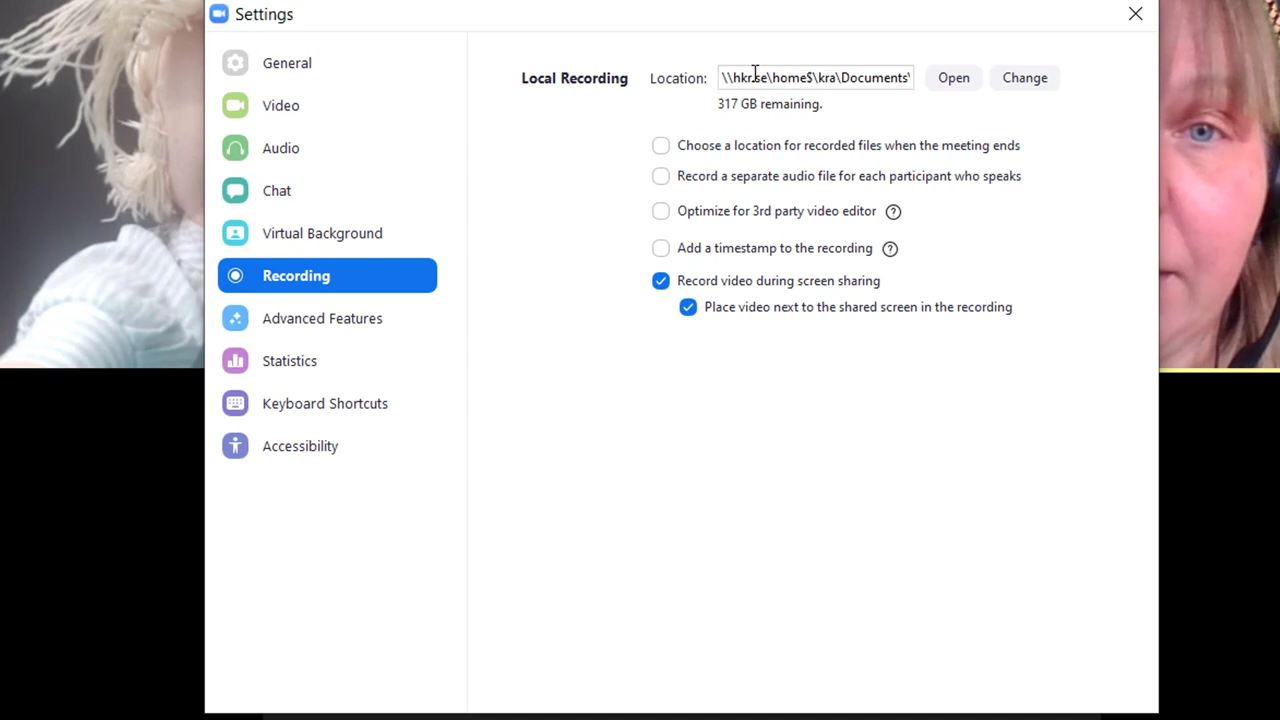 Settings
General
Video
Audio
Chat
Virtual Background
Recording
Advanced Features
Statistics
Keyboard Shortcuts
Accessibility
Local Recording Location: \\hkr.se\home$\kra\Documents\ Open Change
317 GB remaining.
Choose a location for recorded files when the meeting ends
Record a separate audio file for each participant who speaks
Optimize for 3rd party video editor ?
Add a timestamp to the recording ?
Record video during screen sharing
Place video next to the shared screen in the recording